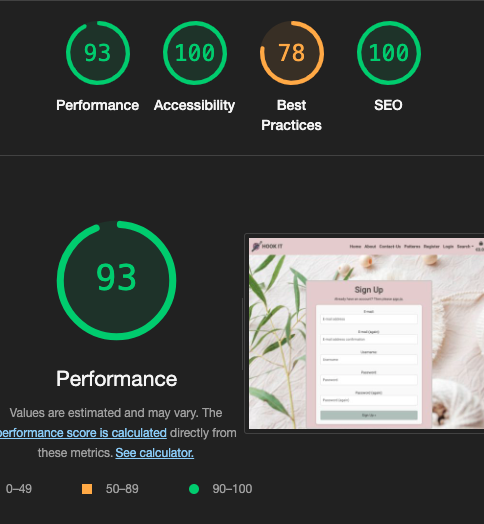 93 100 78 100
Performance Accessibility Best Practices SEO
93
Performance
Values are estimated and may vary. The
performance score is calculated directly from
these metrics. See calculator.
0–49 50–89 90–100
HOOK IT
Home About Contact Us Patterns Register Login Search
Sign Up
Already have an account? Then please sign in.
E-mail
E-mail address
E-mail (again)
E-mail address confirmation
Username
Username
Password
Password
Password (again)
Password (again)
Sign Up »